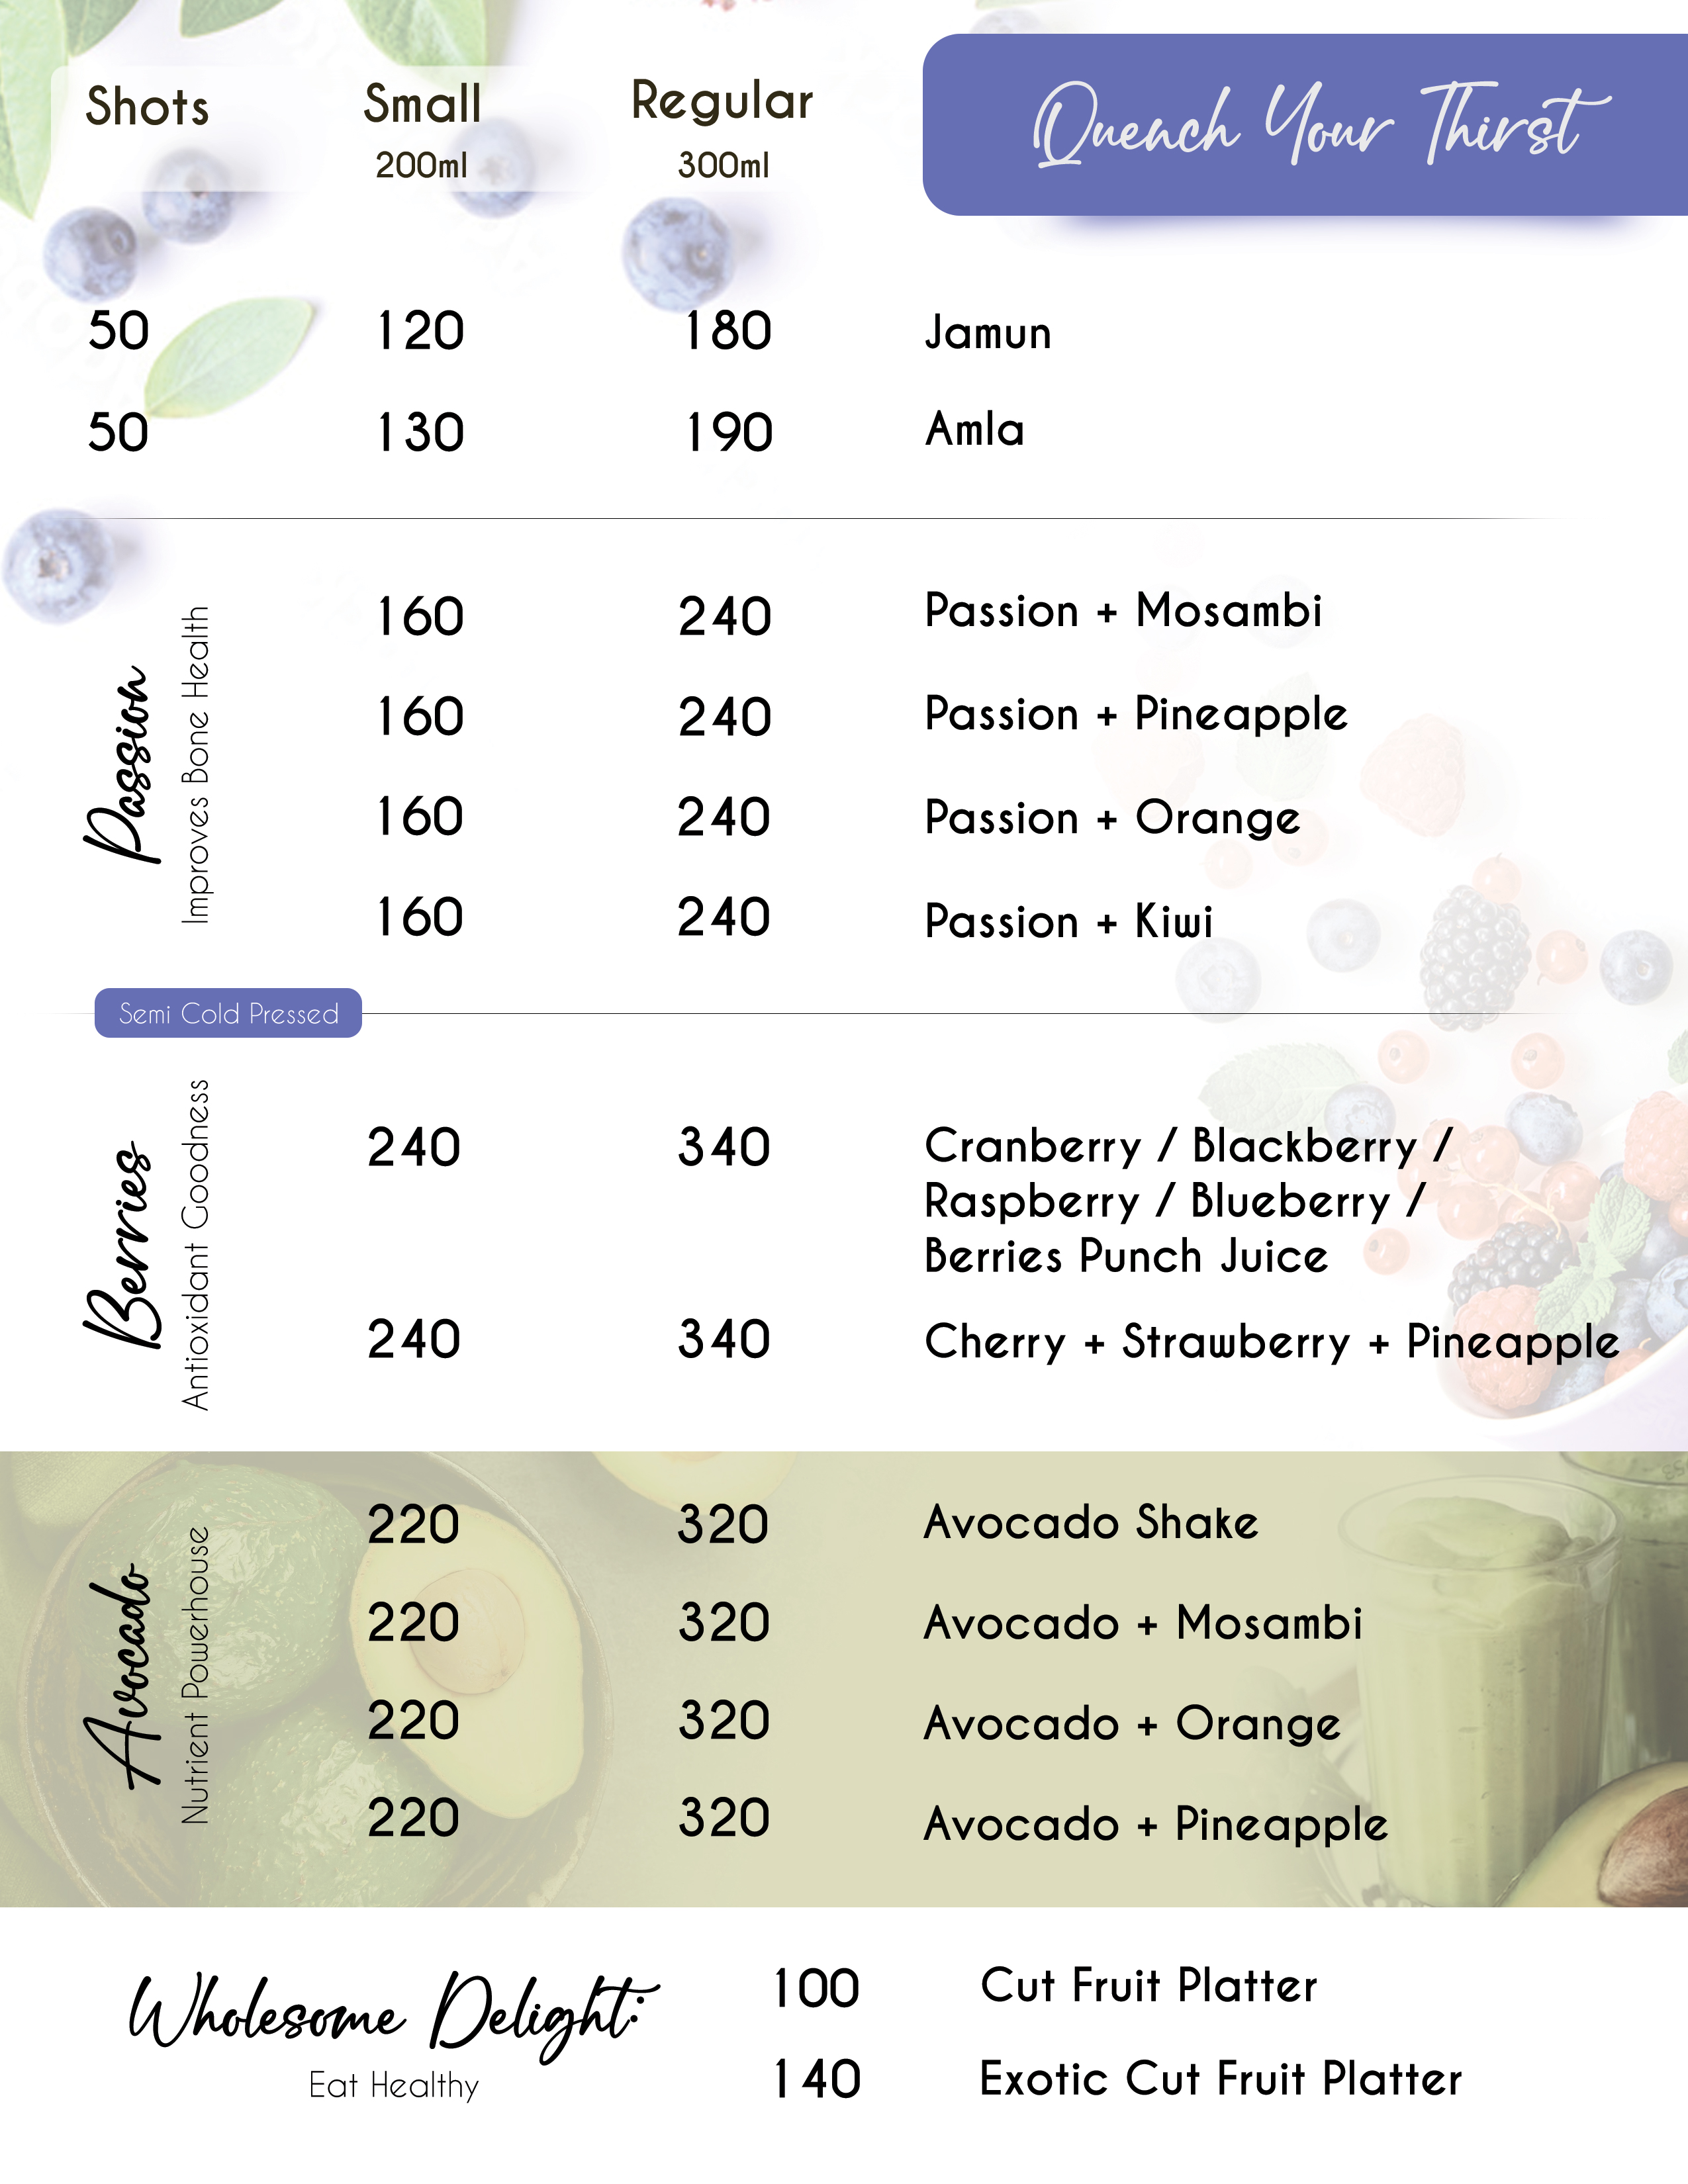 Shots Small Regular
200ml 300ml
Quench Your Thirst
50 120 180 Jamun
50 130 190 Amla
Passion
Improves Bone Health
160 240 Passion + Mosambi
160 240 Passion + Pineapple
160 240 Passion + Orange
160 240 Passion + Kiwi
Semi Cold Pressed
Berries
Antioxidant Goodness
240 340 Cranberry / Blackberry /
Raspberry / Blueberry /
Berries Punch Juice
240 340 Cherry + Strawberry + Pineapple
Avocado
Nutrient Powerhouse
220 320 Avocado Shake
220 320 Avocado + Mosambi
220 320 Avocado + Orange
220 320 Avocado + Pineapple
Wholesome Delight:
Eat Healthy
100 Cut Fruit Platter
140 Exotic Cut Fruit Platter